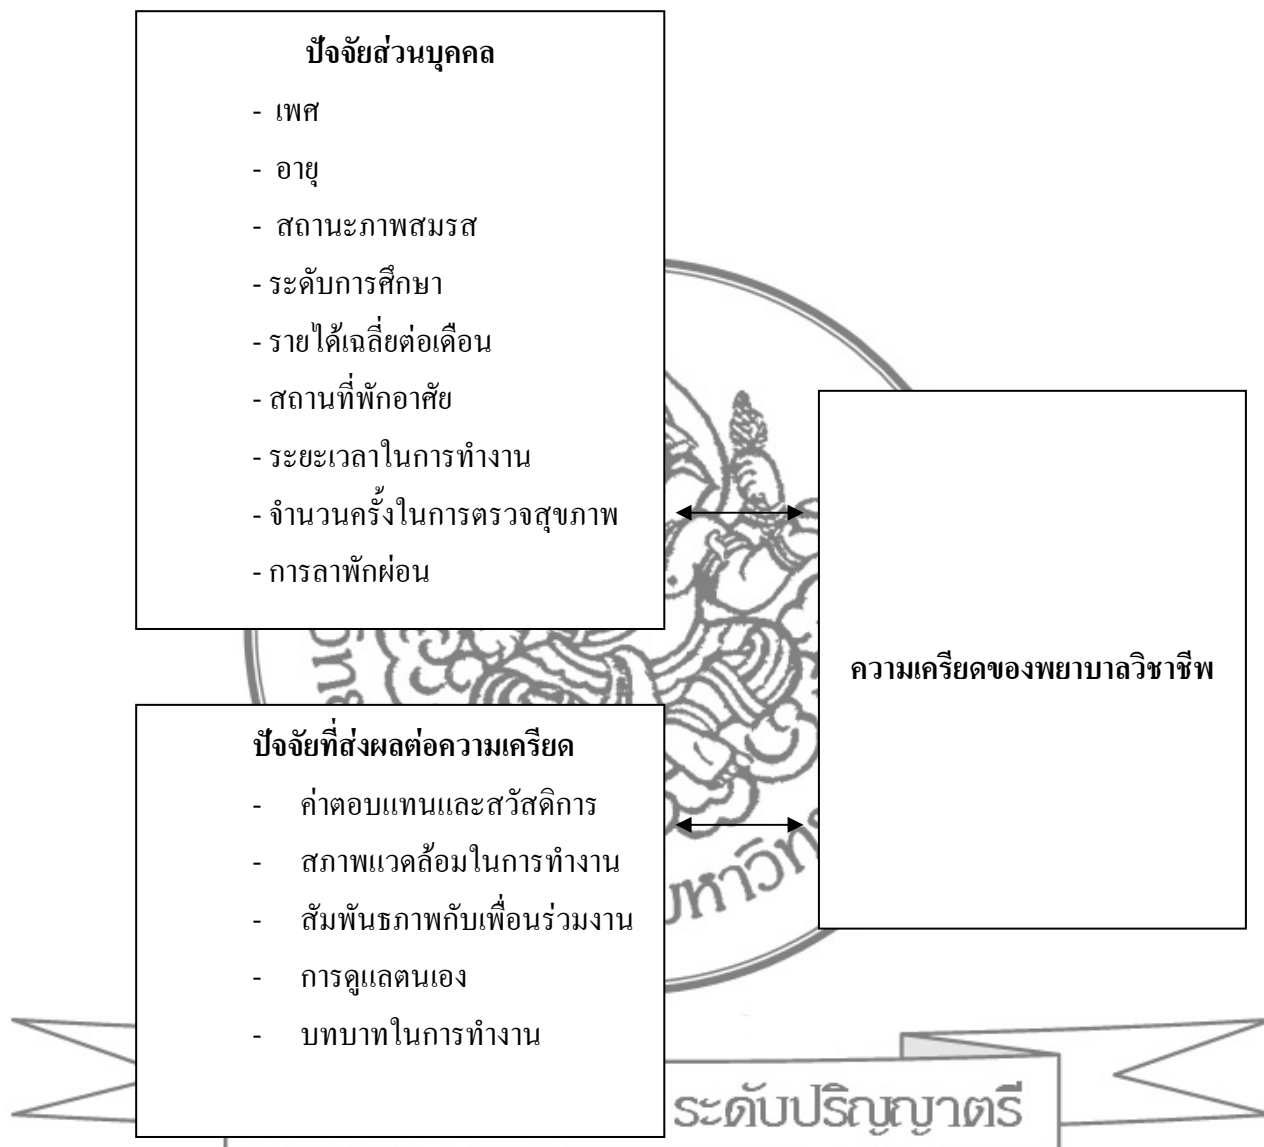 ปัจจัยส่วนบุคคล
- เพศ
- อายุ
- สถานะภาพสมรส
- ระดับการศึกษา
- รายได้เฉลี่ยต่อเดือน
- สถานที่พักอาศัย
- ระยะเวลาในการทำงาน
- จำนวนครั้งในการตรวจสุขภาพ
- การลาพักผ่อน
ความเครียดของพยาบาลวิชาชีพ
ปัจจัยที่ส่งผลต่อความเครียด
- ค่าตอบแทนและสวัสดิการ
- สภาพแวดล้อมในการทำงาน
- สัมพันธภาพกับเพื่อนร่วมงาน
- การดูแลตนเอง
- บทบาทในการทำงาน
ระดับปริญญาตรี